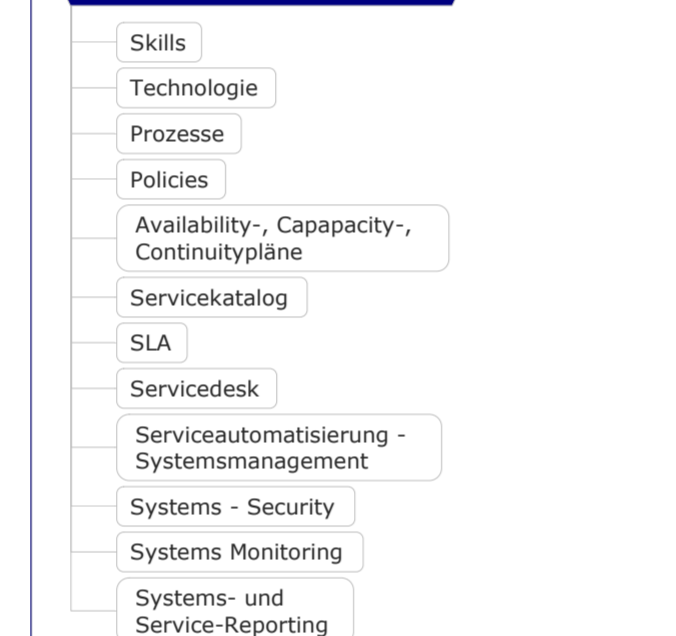 Skills
Technologie
Prozesse
Policies
Availability-, Capapacity-,
Continuitypläne
Servicekatalog
SLA
Servicedesk
Serviceautomatisierung -
Systemsmanagement
Systems - Security
Systems Monitoring
Systems- und
Service-Reporting